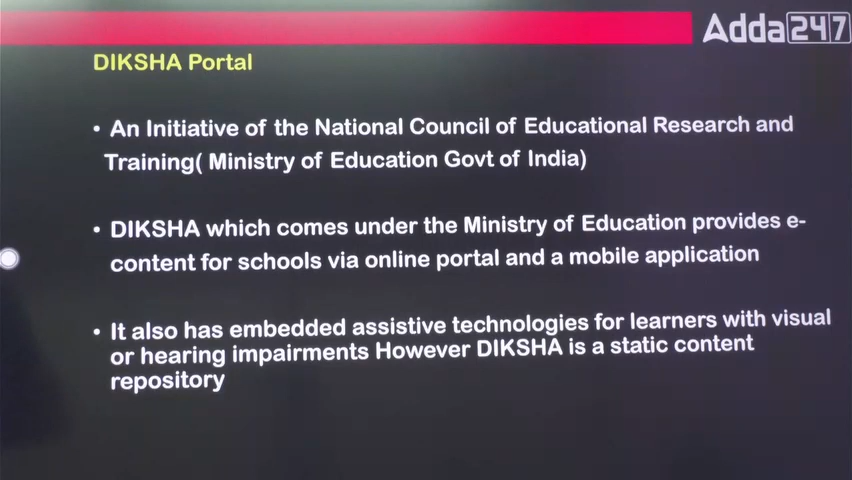 Adda247
DIKSHA Portal
• An Initiative of the National Council of Educational Research and
Training( Ministry of Education Govt of India)
• DIKSHA which comes under the Ministry of Education provides e-
content for schools via online portal and a mobile application
• It also has embedded assistive technologies for learners with visual
or hearing impairments However DIKSHA is a static content
repository